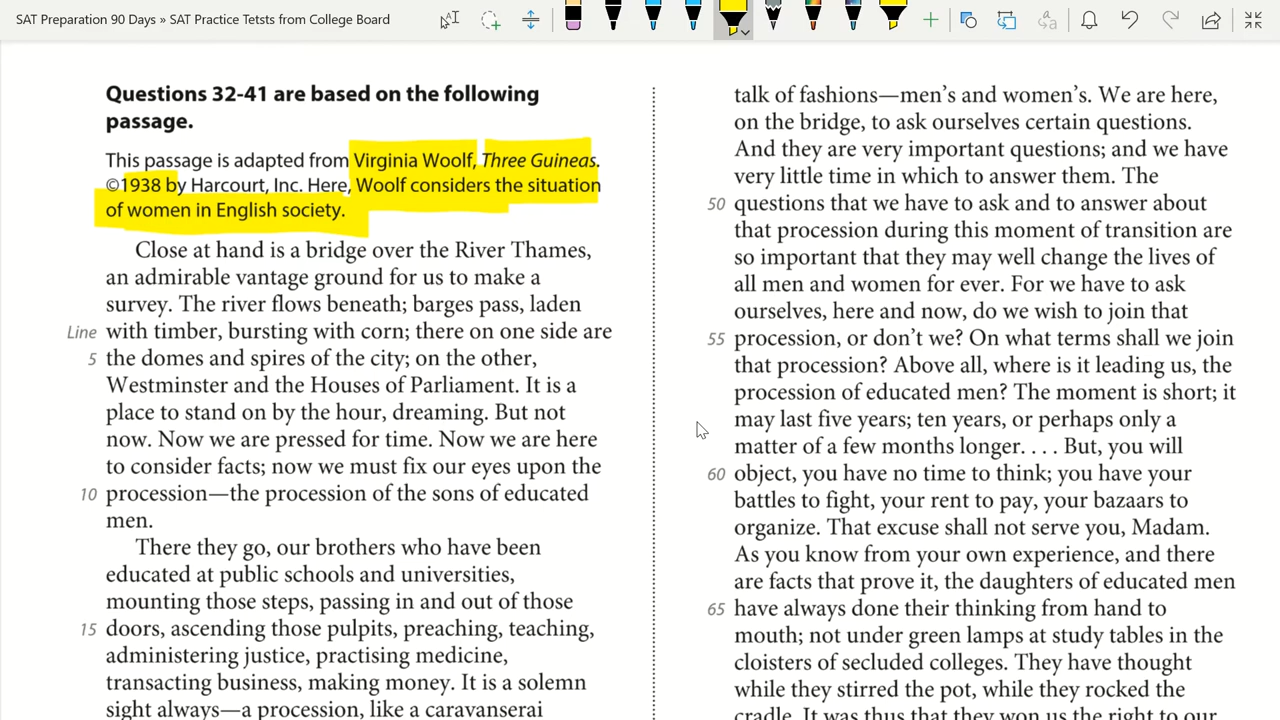 SAT Preparation 90 Days » SAT Practice Tetsts from College Board
Questions 32-41 are based on the following
passage.
This passage is adapted from Virginia Woolf, Three Guineas.
©1938 by Harcourt, Inc. Here, Woolf considers the situation
of women in English society.
Close at hand is a bridge over the River Thames,
an admirable vantage ground for us to make a
survey. The river flows beneath; barges pass, laden
Line with timber, bursting with corn; there on one side are
5 the domes and spires of the city; on the other,
Westminster and the Houses of Parliament. It is a
place to stand on by the hour, dreaming. But not
now. Now we are pressed for time. Now we are here
to consider facts; now we must fix our eyes upon the
10 procession—the procession of the sons of educated
men.
There they go, our brothers who have been
educated at public schools and universities,
mounting those steps, passing in and out of those
15 doors, ascending those pulpits, preaching, teaching,
administering justice, practising medicine,
transacting business, making money. It is a solemn
sight always—a procession, like a caravanserai
talk of fashions—men’s and women’s. We are here,
on the bridge, to ask ourselves certain questions.
And they are very important questions; and we have
very little time in which to answer them. The
50 questions that we have to ask and to answer about
that procession during this moment of transition are
so important that they may well change the lives of
all men and women for ever. For we have to ask
ourselves, here and now, do we wish to join that
55 procession, or don’t we? On what terms shall we join
that procession? Above all, where is it leading us, the
procession of educated men? The moment is short; it
may last five years; ten years, or perhaps only a
matter of a few months longer. . . . But, you will
60 object, you have no time to think; you have your
battles to fight, your rent to pay, your bazaars to
organize. That excuse shall not serve you, Madam.
As you know from your own experience, and there
are facts that prove it, the daughters of educated men
65 have always done their thinking from hand to
mouth; not under green lamps at study tables in the
cloisters of secluded colleges. They have thought
while they stirred the pot, while they rocked the
cradle. It was thus that they won us the right to our